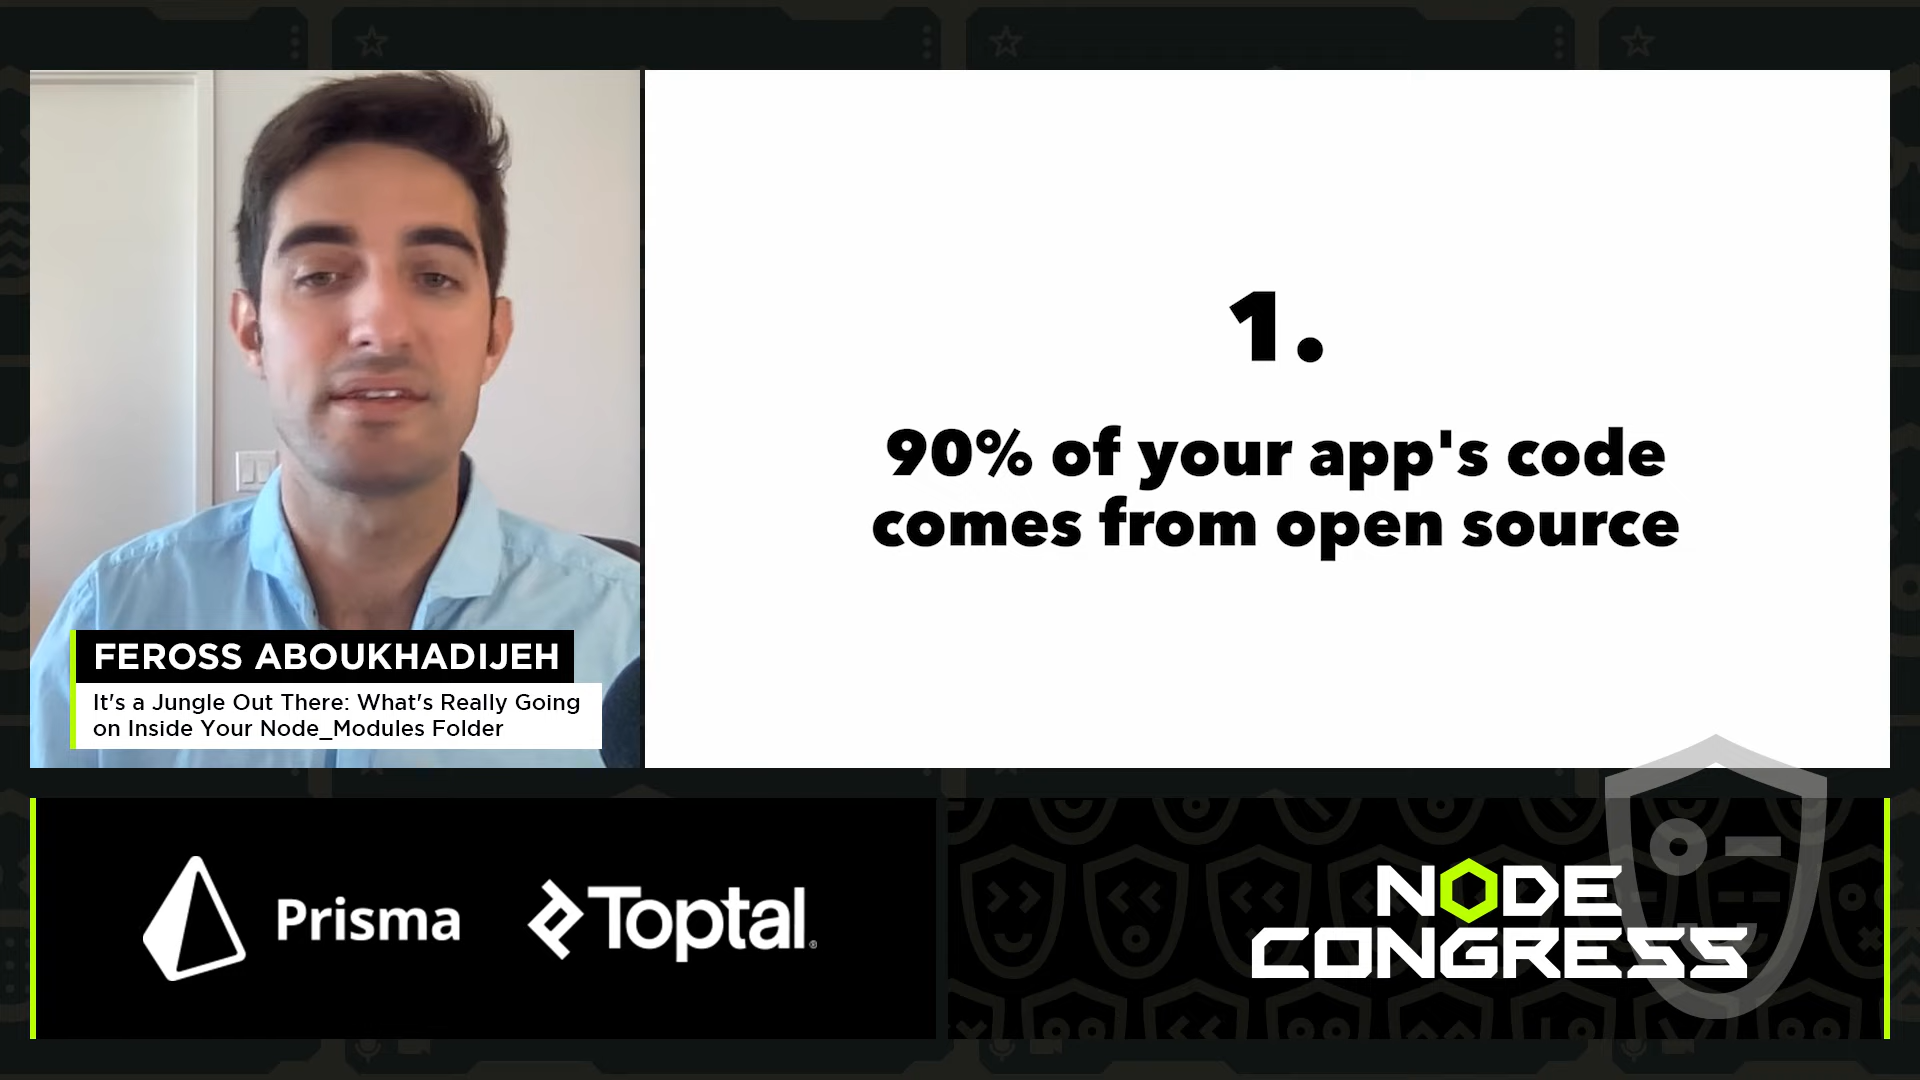 1.
90% of your app's code
comes from open source
FEROSS ABOUKHADIJEH
It's a Jungle Out There: What's Really Going
on Inside Your Node_Modules Folder
Prisma
Toptal®
NODE
CONGRESS